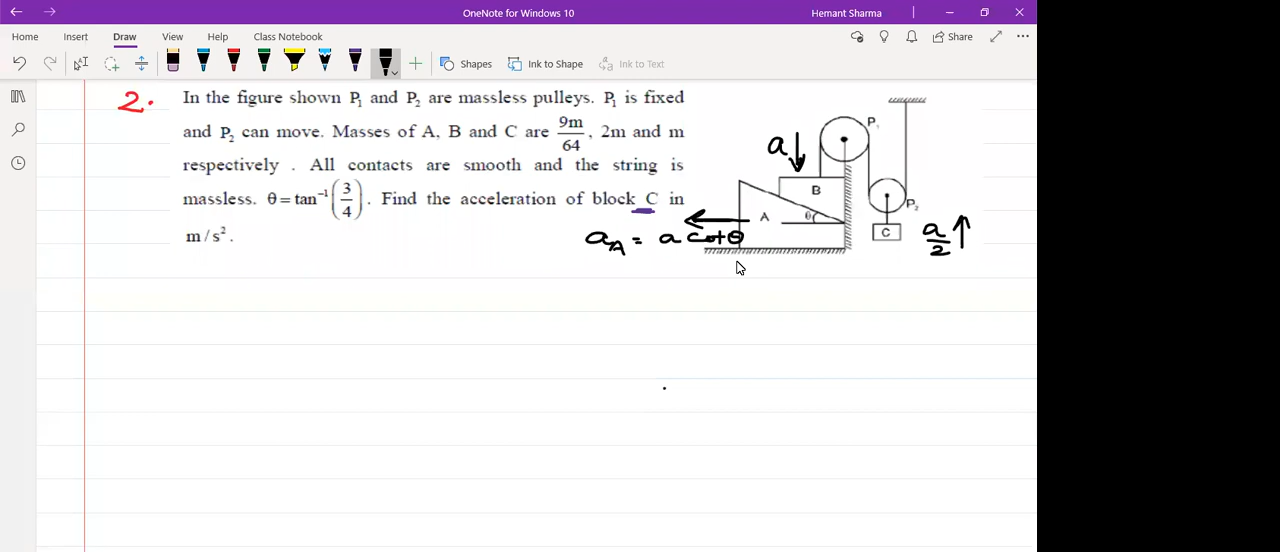 OneNote for Windows 10
Hemant Sharma
Home Insert Draw View Help Class Notebook
Share
Shapes Ink to Shape Ink to Text
2.
In the figure shown P₁ and P₂ are massless pulleys. P₁ is fixed
and P₂ can move. Masses of A, B and C are 9m/64, 2m and m
respectively . All contacts are smooth and the string is
massless. θ = tan⁻¹(3/4). Find the acceleration of block C in
m/s².
P₁
a
B
A
θ
P₂
C
a/2
a_A = a cotθ